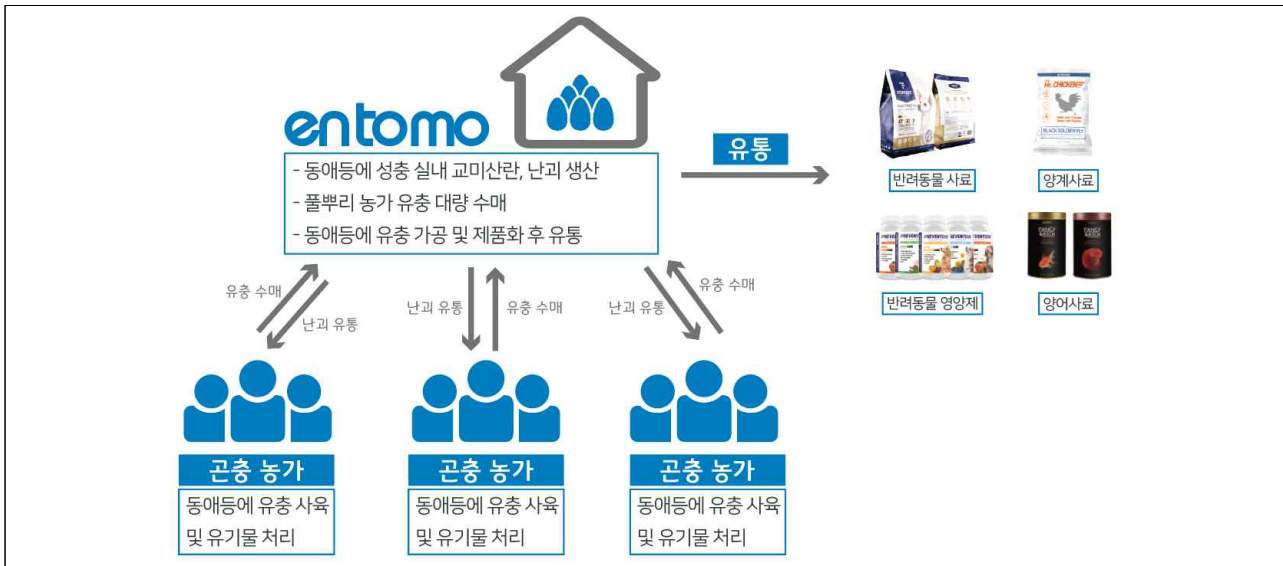 entomo
- 동애등에 성충 실내 교미산란, 난괴 생산
- 풀뿌리 농가 유충 대량 수매
- 동애등에 유충 가공 및 제품화 후 유통
유통
Mr. CHICKEN
BLACK SOLDIER FLY
반려동물 사료
양계사료
반려동물 영양제
양어사료
유충 수매
난괴 유통
난괴 유통
유충 수매
난괴 유통
유충 수매
곤충 농가
동애등에 유충 사육
및 유기물 처리
곤충 농가
동애등에 유충 사육
및 유기물 처리
곤충 농가
동애등에 유충 사육
및 유기물 처리